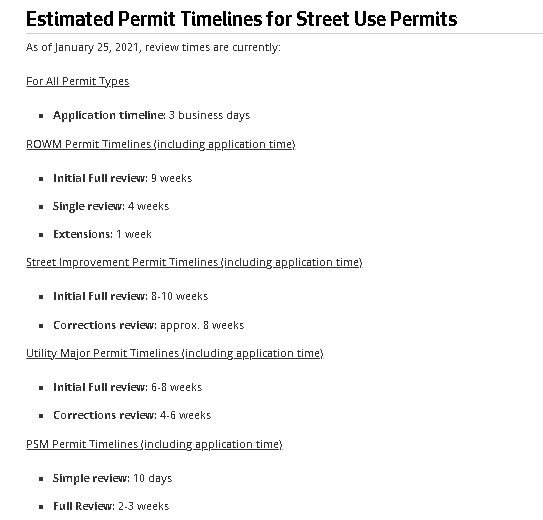 Estimated Permit Timelines for Street Use Permits
As of January 25, 2021, review times are currently:
For All Permit Types
▪ Application timeline: 3 business days
ROWM Permit Timelines (including application time)
▪ Initial Full review: 9 weeks
▪ Single review: 4 weeks
▪ Extensions: 1 week
Street Improvement Permit Timelines (including application time)
▪ Initial Full review: 8-10 weeks
▪ Corrections review: approx. 8 weeks
Utility Major Permit Timelines (including application time)
▪ Initial Full review: 6-8 weeks
▪ Corrections review: 4-6 weeks
PSM Permit Timelines (including application time)
▪ Simple review: 10 days
▪ Full Review: 2-3 weeks